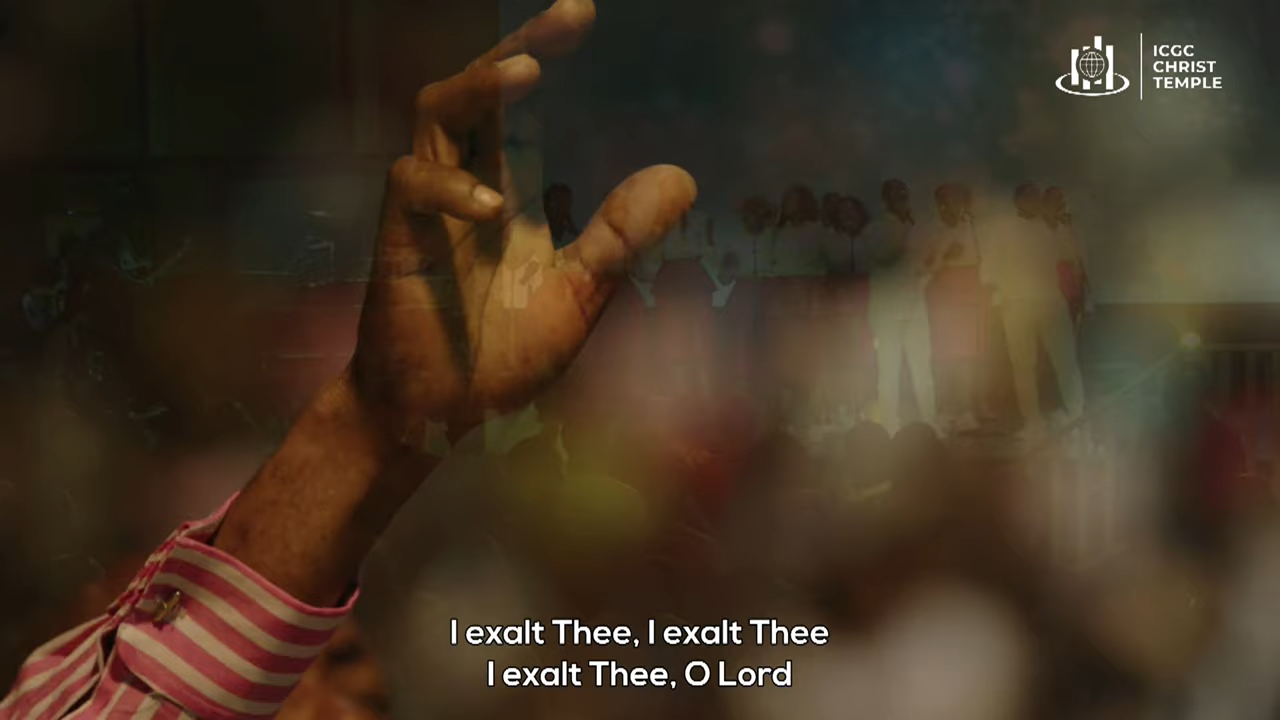 ICGC
CHRIST
TEMPLE
I exalt Thee, I exalt Thee
I exalt Thee, O Lord